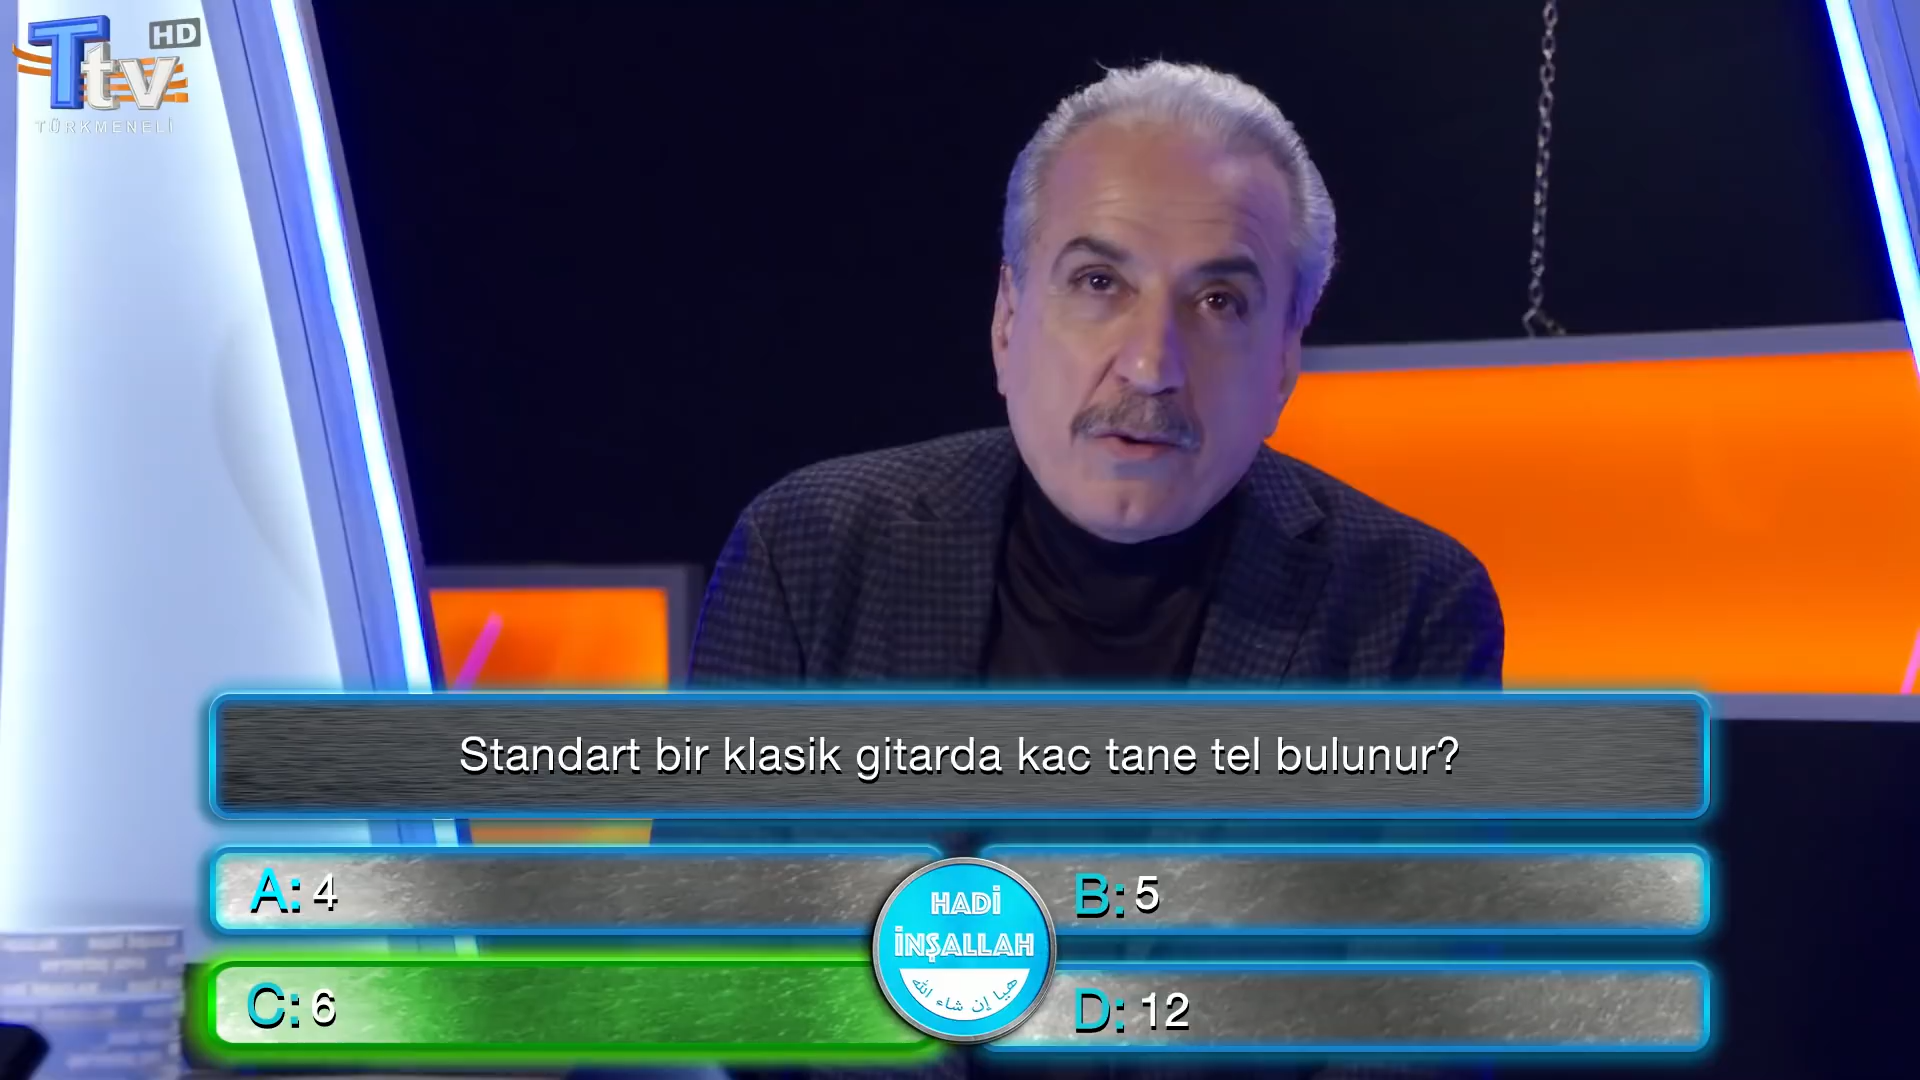 Ttv HD
TÜRKMENELİ
Standart bir klasik gitarda kac tane tel bulunur?
A: 4
B: 5
HADİ
İNŞALLAH
هيا إن شاء الله
C: 6
D: 12